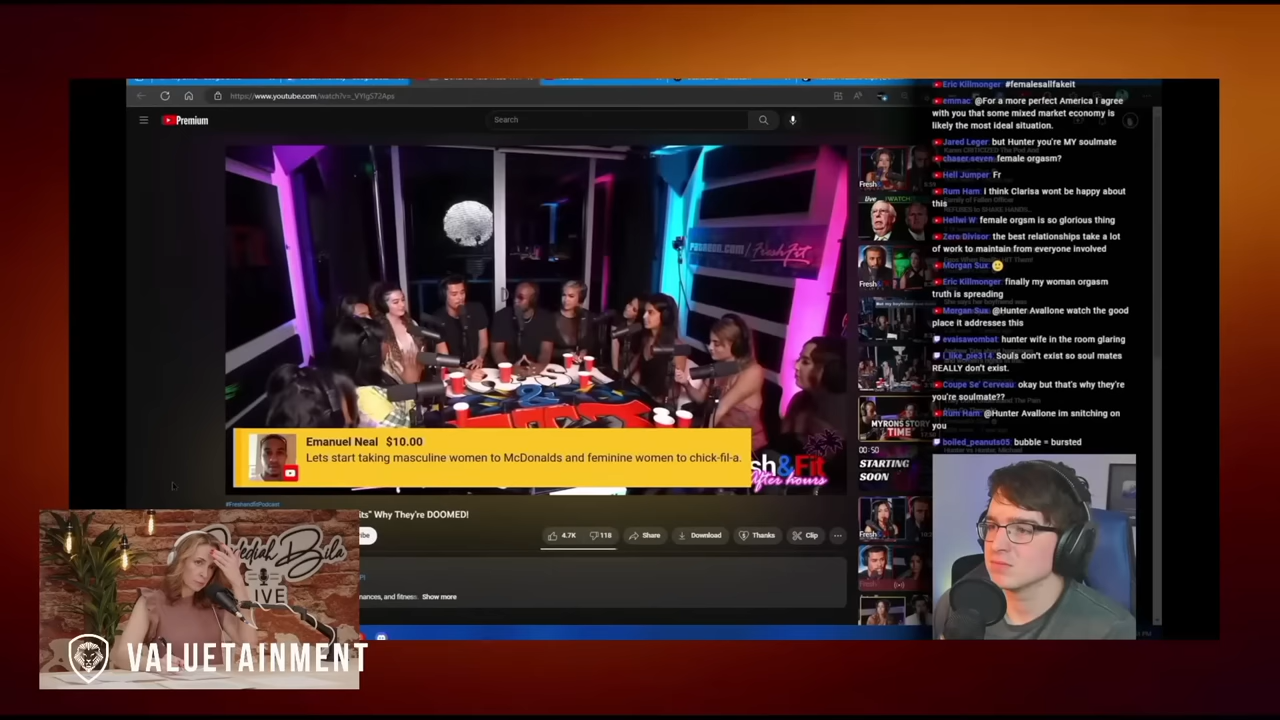 https://www.youtube.com/watch?v=_VYlgS72Aps
Premium
Search
PATREON.COM/FreshFit
Emanuel Neal $10.00
Lets start taking masculine women to McDonalds and feminine women to chick-fil-a.
sh&Fit
After hours
#FreshandfitPodcast
its" Why They're DOOMED!
4.7K
118
Share
Download
Thanks
Clip
nances, and fitness. Show more
Fresh
MYRONS STORY
TIME
00:50
STARTING
SOON
Eric Killmonger #femalesallfakeit
emmac @For a more perfect America I agree
with you that some mixed market economy is
likely the most ideal situation.
Jared Leger: but Hunter you're MY soulmate
chaser seven: female orgasm?
Hell Jumper: Fr
Rum Ham: i think Clarisa wont be happy about
this
Hellwi W: female orgsm is so glorious thing
Zero Divisor: the best relationships take a lot
of work to maintain from everyone involved
Morgan Sux:
Eric Killmonger: finally my woman orgasm
truth is spreading
Morgan Sux: @Hunter Avallone watch the good
place it addresses this
evaisawombat: hunter wife in the room glaring
i_like_pie314: Souls don't exist so soul mates
REALLY don't exist.
Coupe Se' Cerveau: okay but that's why they're
you're soulmate??
Rum Ham: @Hunter Avallone im snitching on
you
boiled_peanuts05: bubble = bursted
Jedediah Bila
LIVE
VALUETAINMENT